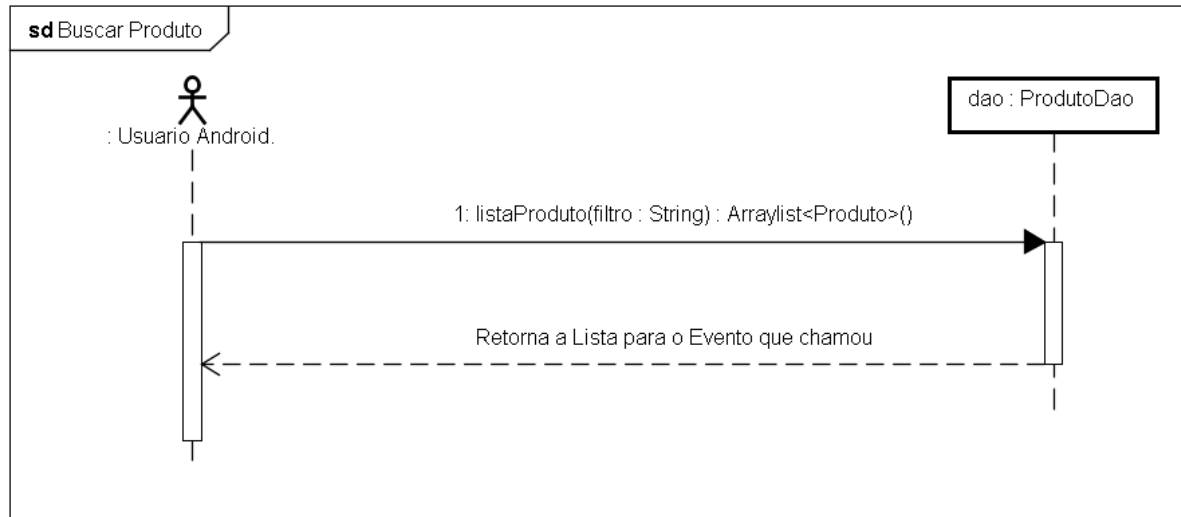 sd Buscar Produto
: Usuario Android.
dao : ProdutoDao
1: listaProduto(filtro : String) : Arraylist<Produto>()
Retorna a Lista para o Evento que chamou